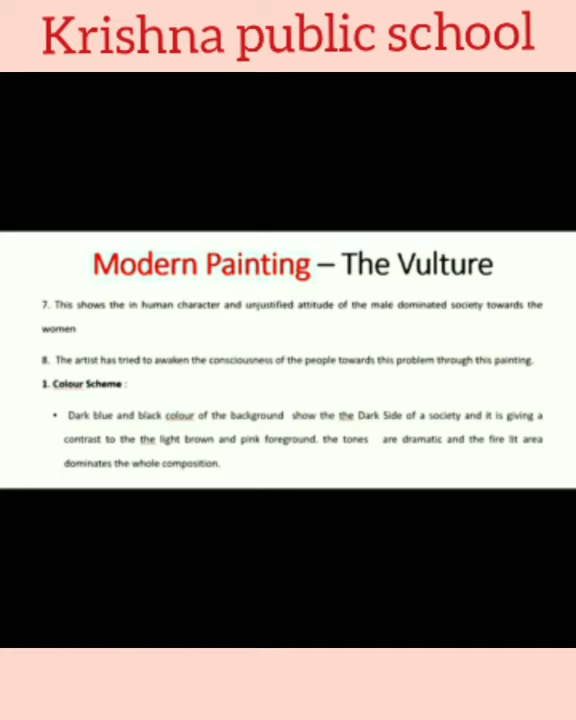 Krishna public school
Modern Painting – The Vulture
7. This shows the in human character and unjustified attitude of the male dominated society towards the
women
8. The artist has tried to awaken the consciousness of the people towards this problem through this painting.
1. Colour Scheme :
• Dark blue and black colour of the background show the the Dark Side of a society and it is giving a
contrast to the the light brown and pink foreground. the tones are dramatic and the fire lit area
dominates the whole composition.